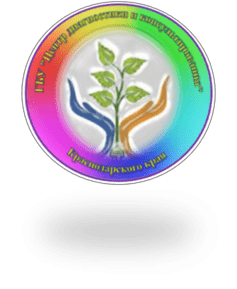 ГКУ "Центр диагностики и консультирования"
Краснодарского края